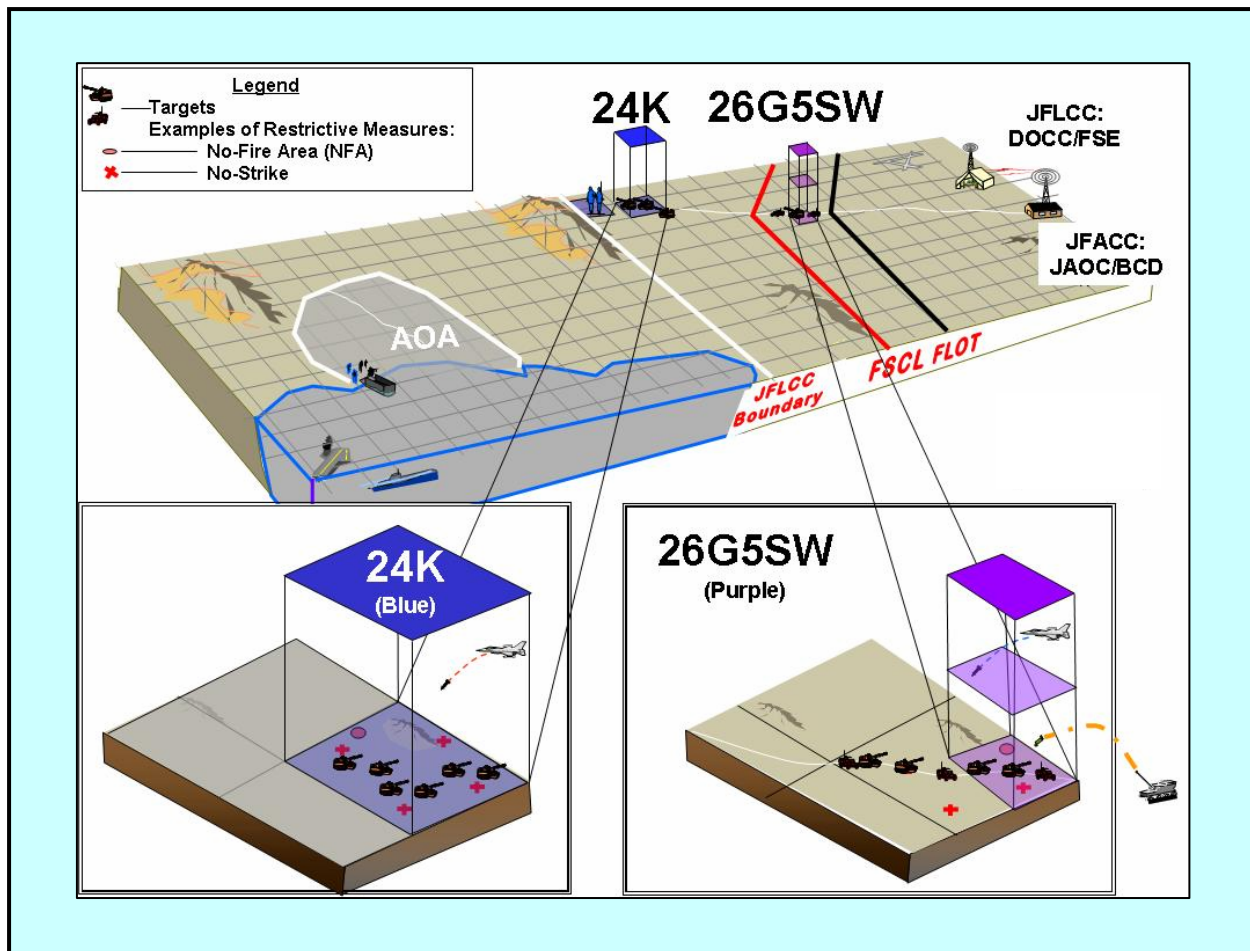 Legend
Targets
Examples of Restrictive Measures:
No-Fire Area (NFA)
No-Strike
24K
26G5SW
JFLCC:
DOCC/FSE
JFACC:
JAOC/BCD
AOA
JFLCC
Boundary
FSCL FLOT
24K
(Blue)
26G5SW
(Purple)